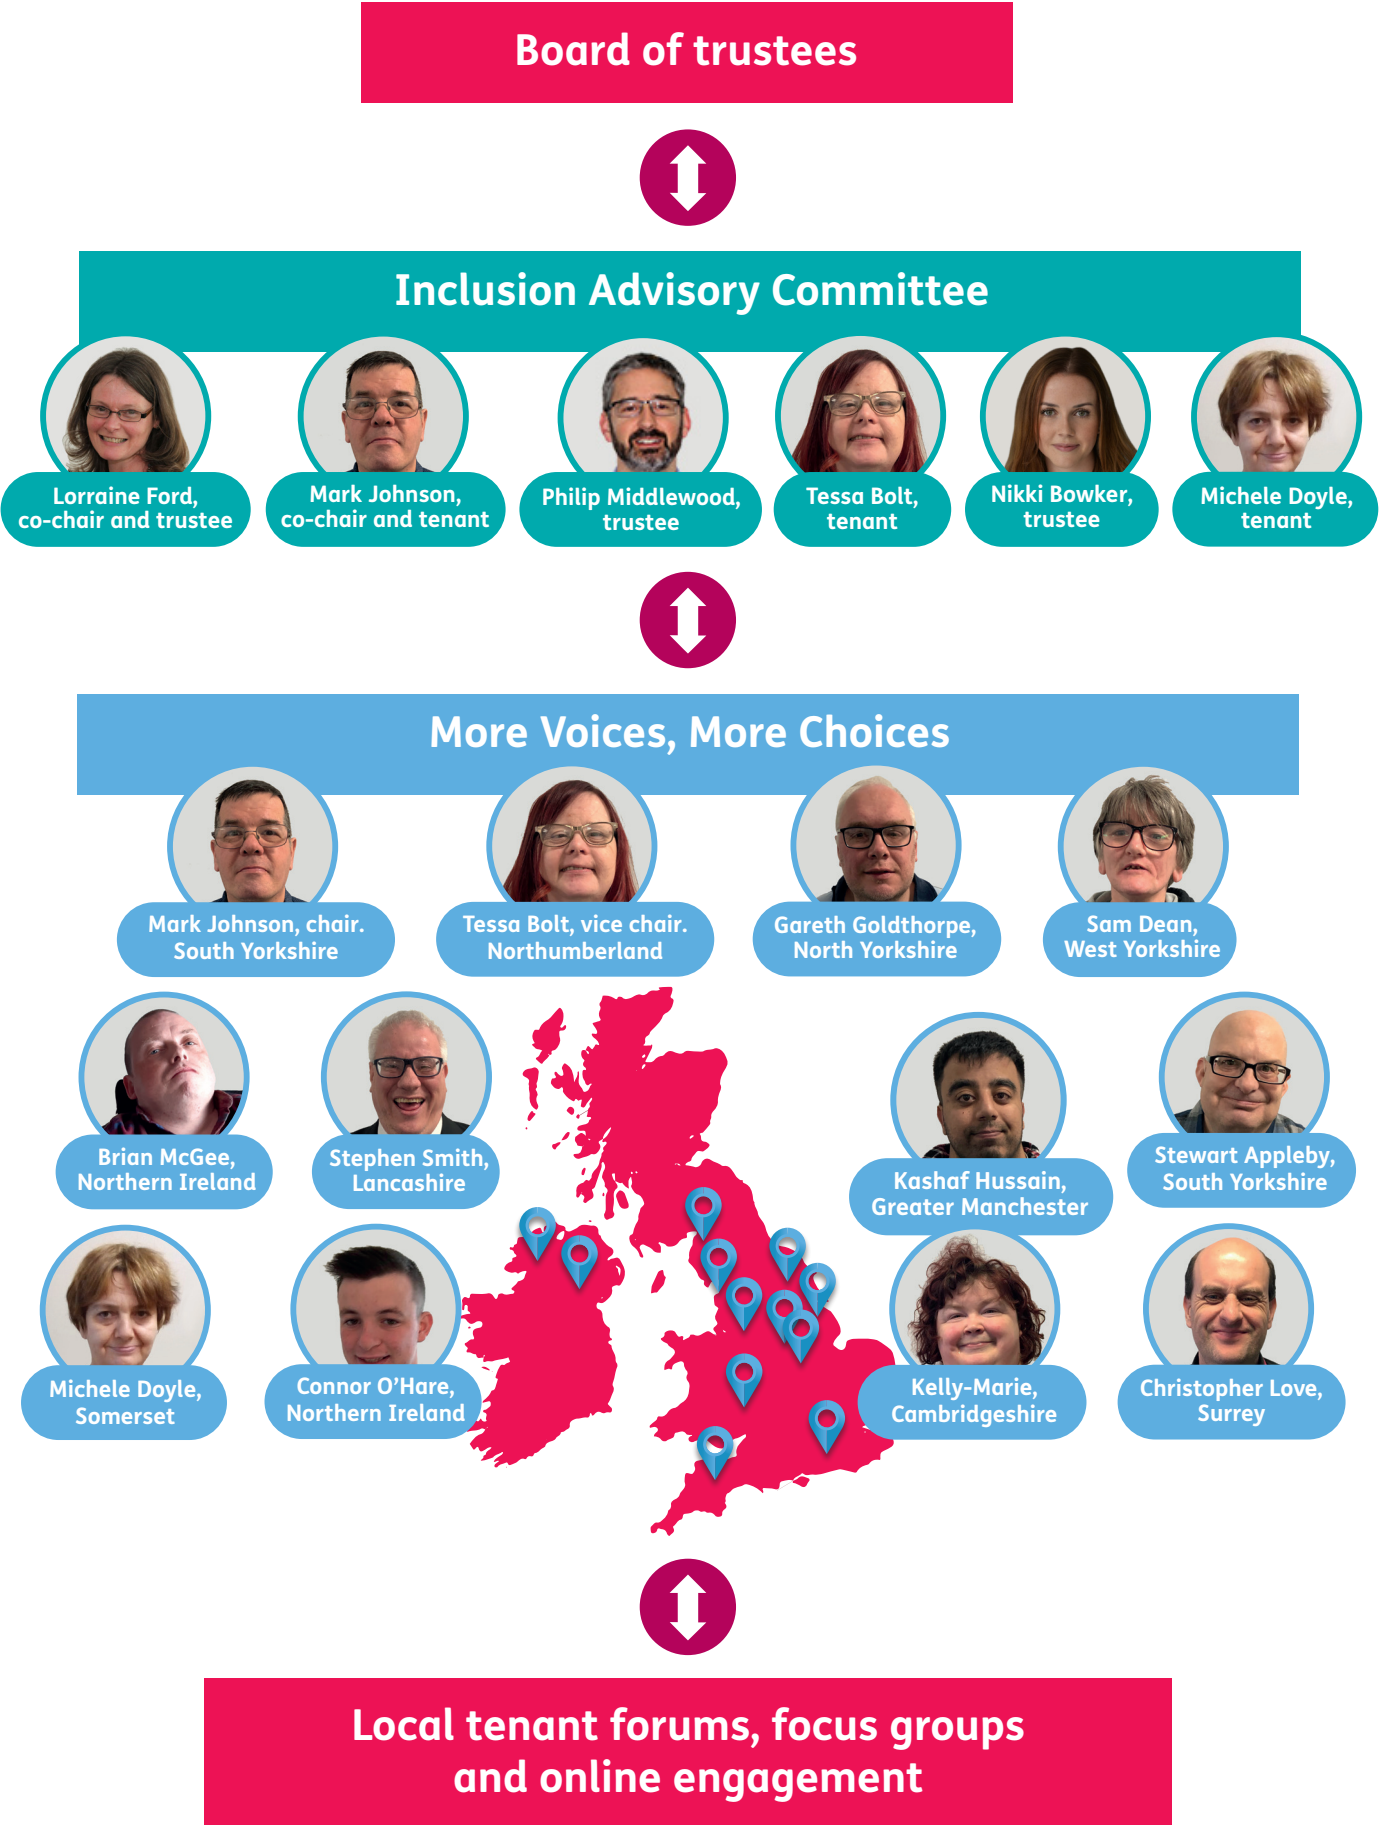 Board of trustees
Inclusion Advisory Committee
Lorraine Ford,
co-chair and trustee
Mark Johnson,
co-chair and tenant
Philip Middlewood,
trustee
Tessa Bolt,
tenant
Nikki Bowker,
trustee
Michele Doyle,
tenant
More Voices, More Choices
Mark Johnson, chair.
South Yorkshire
Tessa Bolt, vice chair.
Northumberland
Gareth Goldthorpe,
North Yorkshire
Sam Dean,
West Yorkshire
Brian McGee,
Northern Ireland
Stephen Smith,
Lancashire
Kashaf Hussain,
Greater Manchester
Stewart Appleby,
South Yorkshire
Michele Doyle,
Somerset
Connor O’Hare,
Northern Ireland
Kelly-Marie,
Cambridgeshire
Christopher Love,
Surrey
Local tenant forums, focus groups
and online engagement